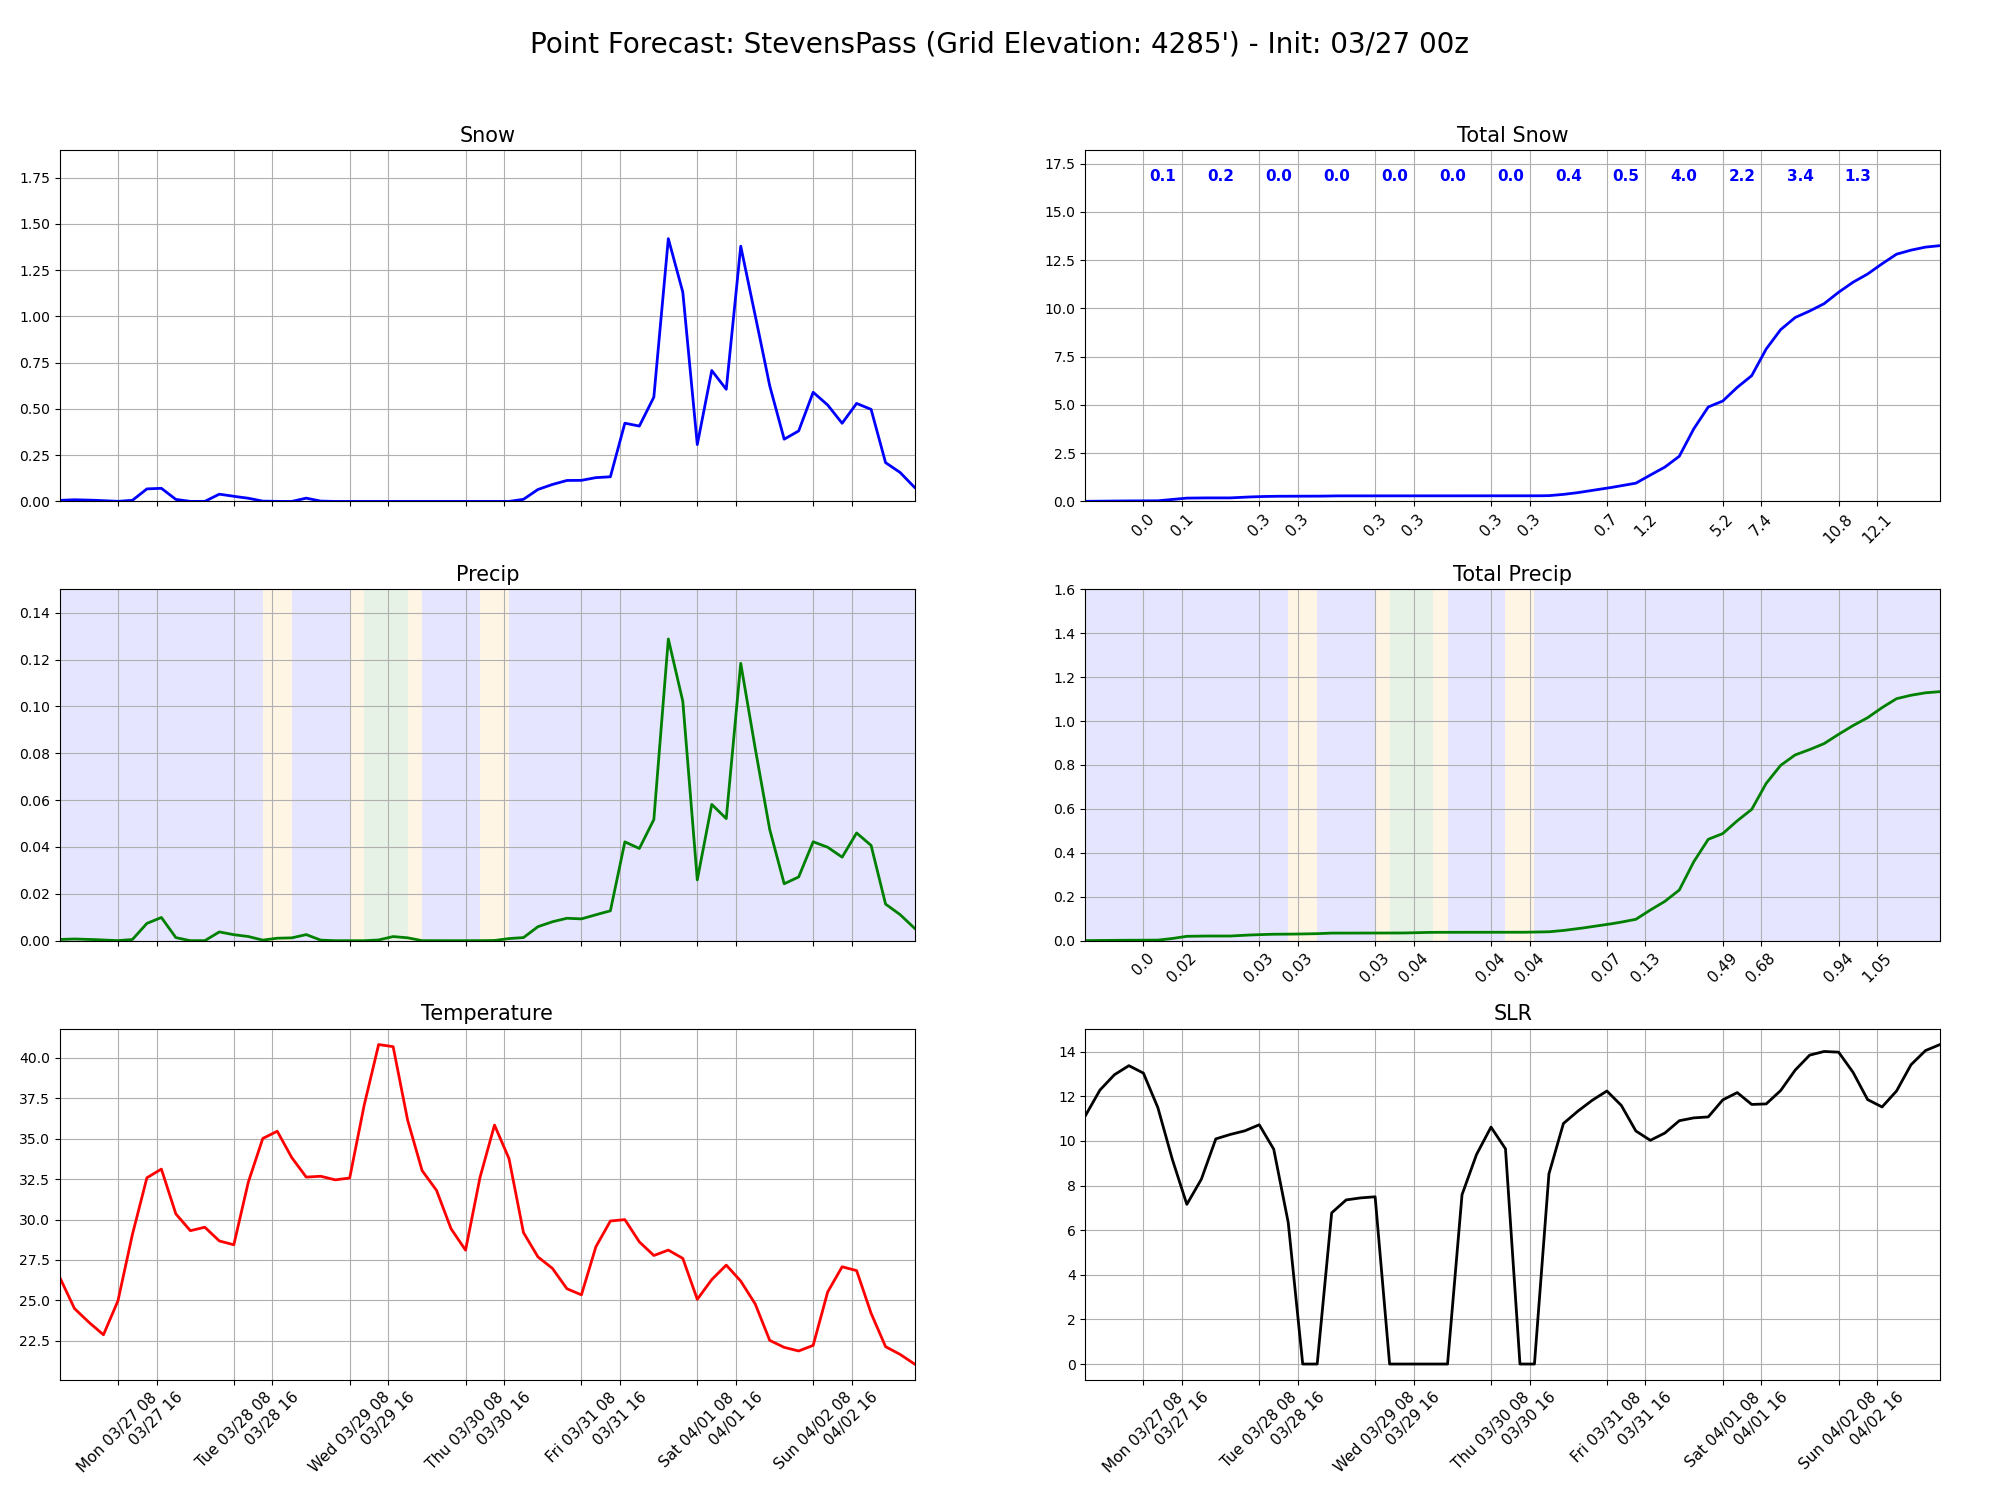 Point Forecast: StevensPass (Grid Elevation: 4285') - Init: 03/27 00z
Snow
1.75
1.50
1.25
1.00
0.75
0.50
0.25
0.00
Total Snow
17.5
15.0
12.5
10.0
7.5
5.0
2.5
0.0
0.1 0.2 0.0 0.0 0.0 0.0 0.0 0.4 0.5 4.0 2.2 3.4 1.3
0.0 0.1 0.3 0.3 0.3 0.3 0.3 0.3 0.7 1.2 5.2 7.4 10.8 12.1
Precip
0.14
0.12
0.10
0.08
0.06
0.04
0.02
0.00
Total Precip
1.6
1.4
1.2
1.0
0.8
0.6
0.4
0.2
0.0
0.0 0.02 0.03 0.03 0.03 0.04 0.04 0.04 0.07 0.13 0.49 0.68 0.94 1.05
Temperature
40.0
37.5
35.0
32.5
30.0
27.5
25.0
22.5
Mon 03/27 08
03/27 16
Tue 03/28 08
03/28 16
Wed 03/29 08
03/29 16
Thu 03/30 08
03/30 16
Fri 03/31 08
03/31 16
Sat 04/01 08
04/01 16
Sun 04/02 08
04/02 16
SLR
14
12
10
8
6
4
2
0
Mon 03/27 08
03/27 16
Tue 03/28 08
03/28 16
Wed 03/29 08
03/29 16
Thu 03/30 08
03/30 16
Fri 03/31 08
03/31 16
Sat 04/01 08
04/01 16
Sun 04/02 08
04/02 16